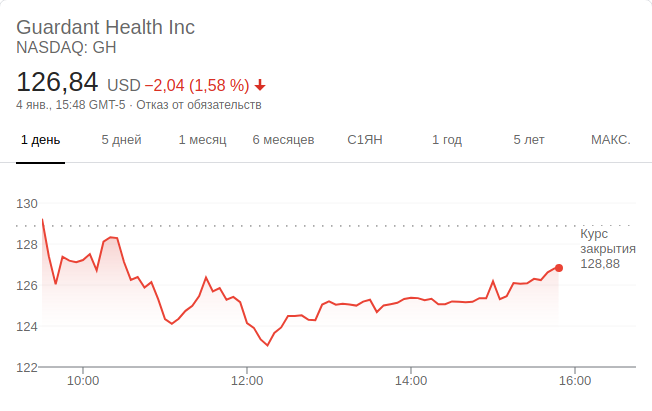 Guardant Health Inc
NASDAQ: GH
126,84 USD −2,04 (1,58 %)
4 янв., 15:48 GMT-5 · Отказ от обязательств
1 день 5 дней 1 месяц 6 месяцев С1ЯН 1 год 5 лет МАКС.
130
128
126
124
122
Курс
закрытия
128,88
10:00 12:00 14:00 16:00